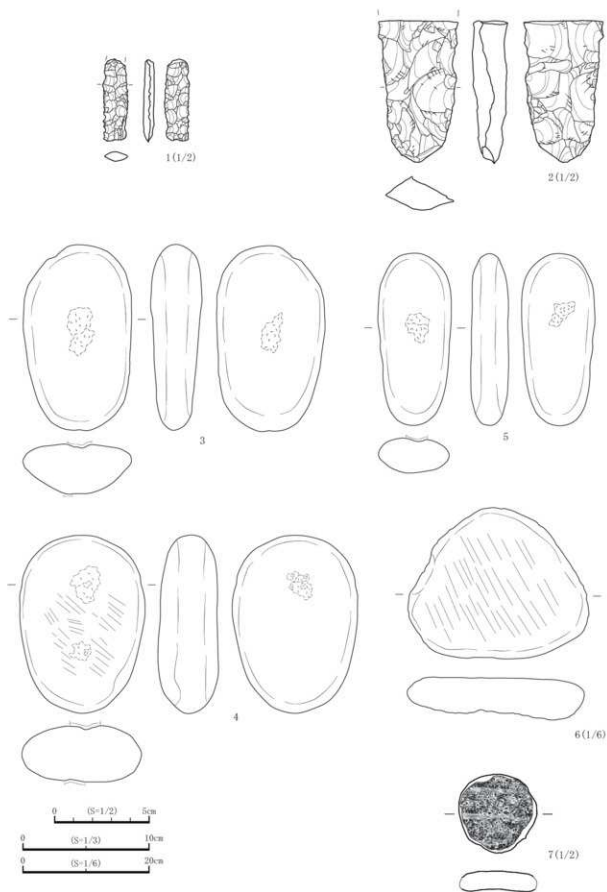 1(1/2)
2(1/2)
3
5
4
6(1/6)
7(1/2)
0 (S=1/2) 5cm
0 (S=1/3) 10cm
0 (S=1/6) 20cm